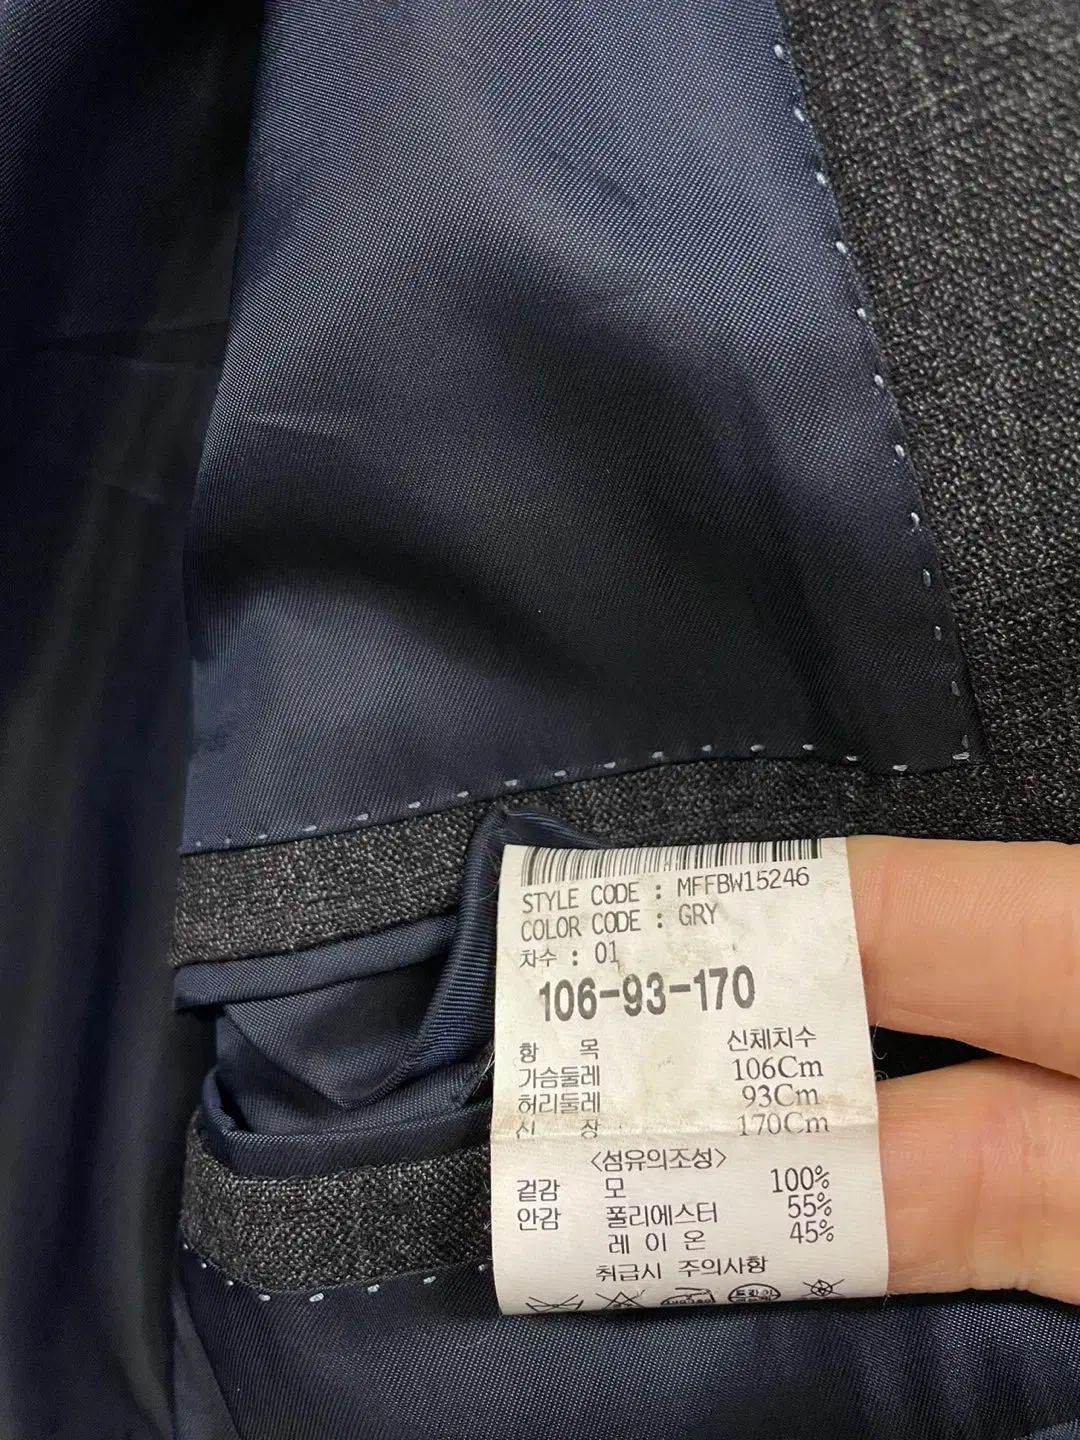 STYLE CODE : MFFBW15246
COLOR CODE : GRY
차수 : 01
106-93-170
항 목 신체치수
가슴둘레 106Cm
허리둘레 93Cm
신 장 170Cm
<섬유의조성>
겉감 모 100%
안감 폴리에스터 55%
레 이 온 45%
취급시 주의사항
드라이